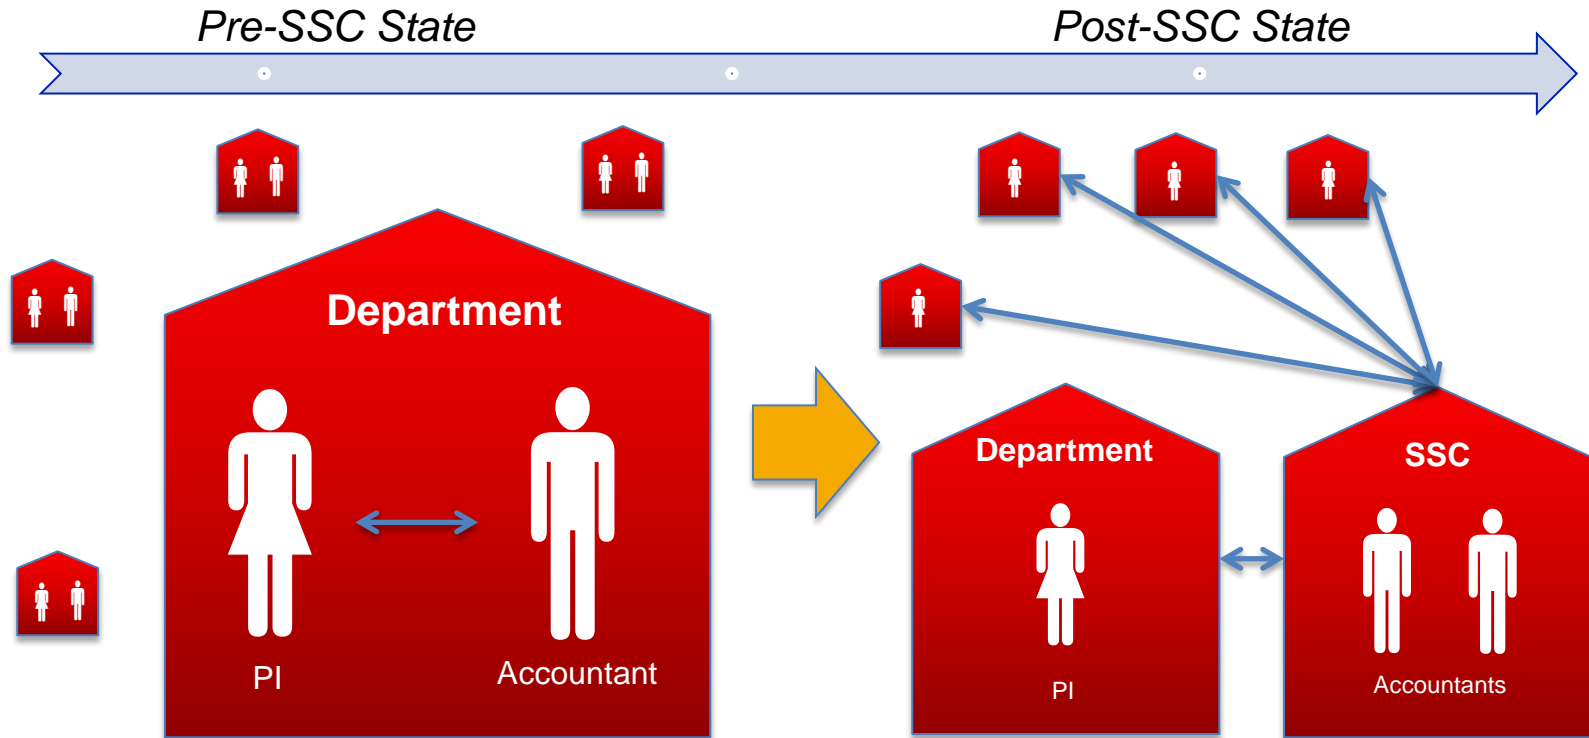 Pre-SSC State
Post-SSC State
Department
PI
Accountant
Department
PI
SSC
Accountants